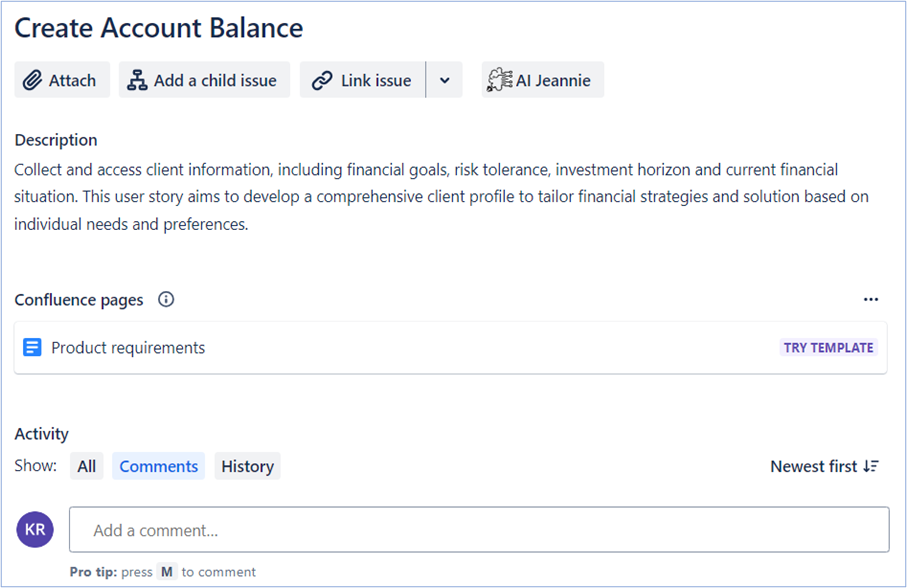 Create Account Balance
Attach
Add a child issue
Link issue
AI Jeannie
Description
Collect and access client information, including financial goals, risk tolerance, investment horizon and current financial
situation. This user story aims to develop a comprehensive client profile to tailor financial strategies and solution based on
individual needs and preferences.
Confluence pages
Product requirements
TRY TEMPLATE
Activity
Show: All Comments History
Newest first
KR
Add a comment...
Pro tip: press M to comment